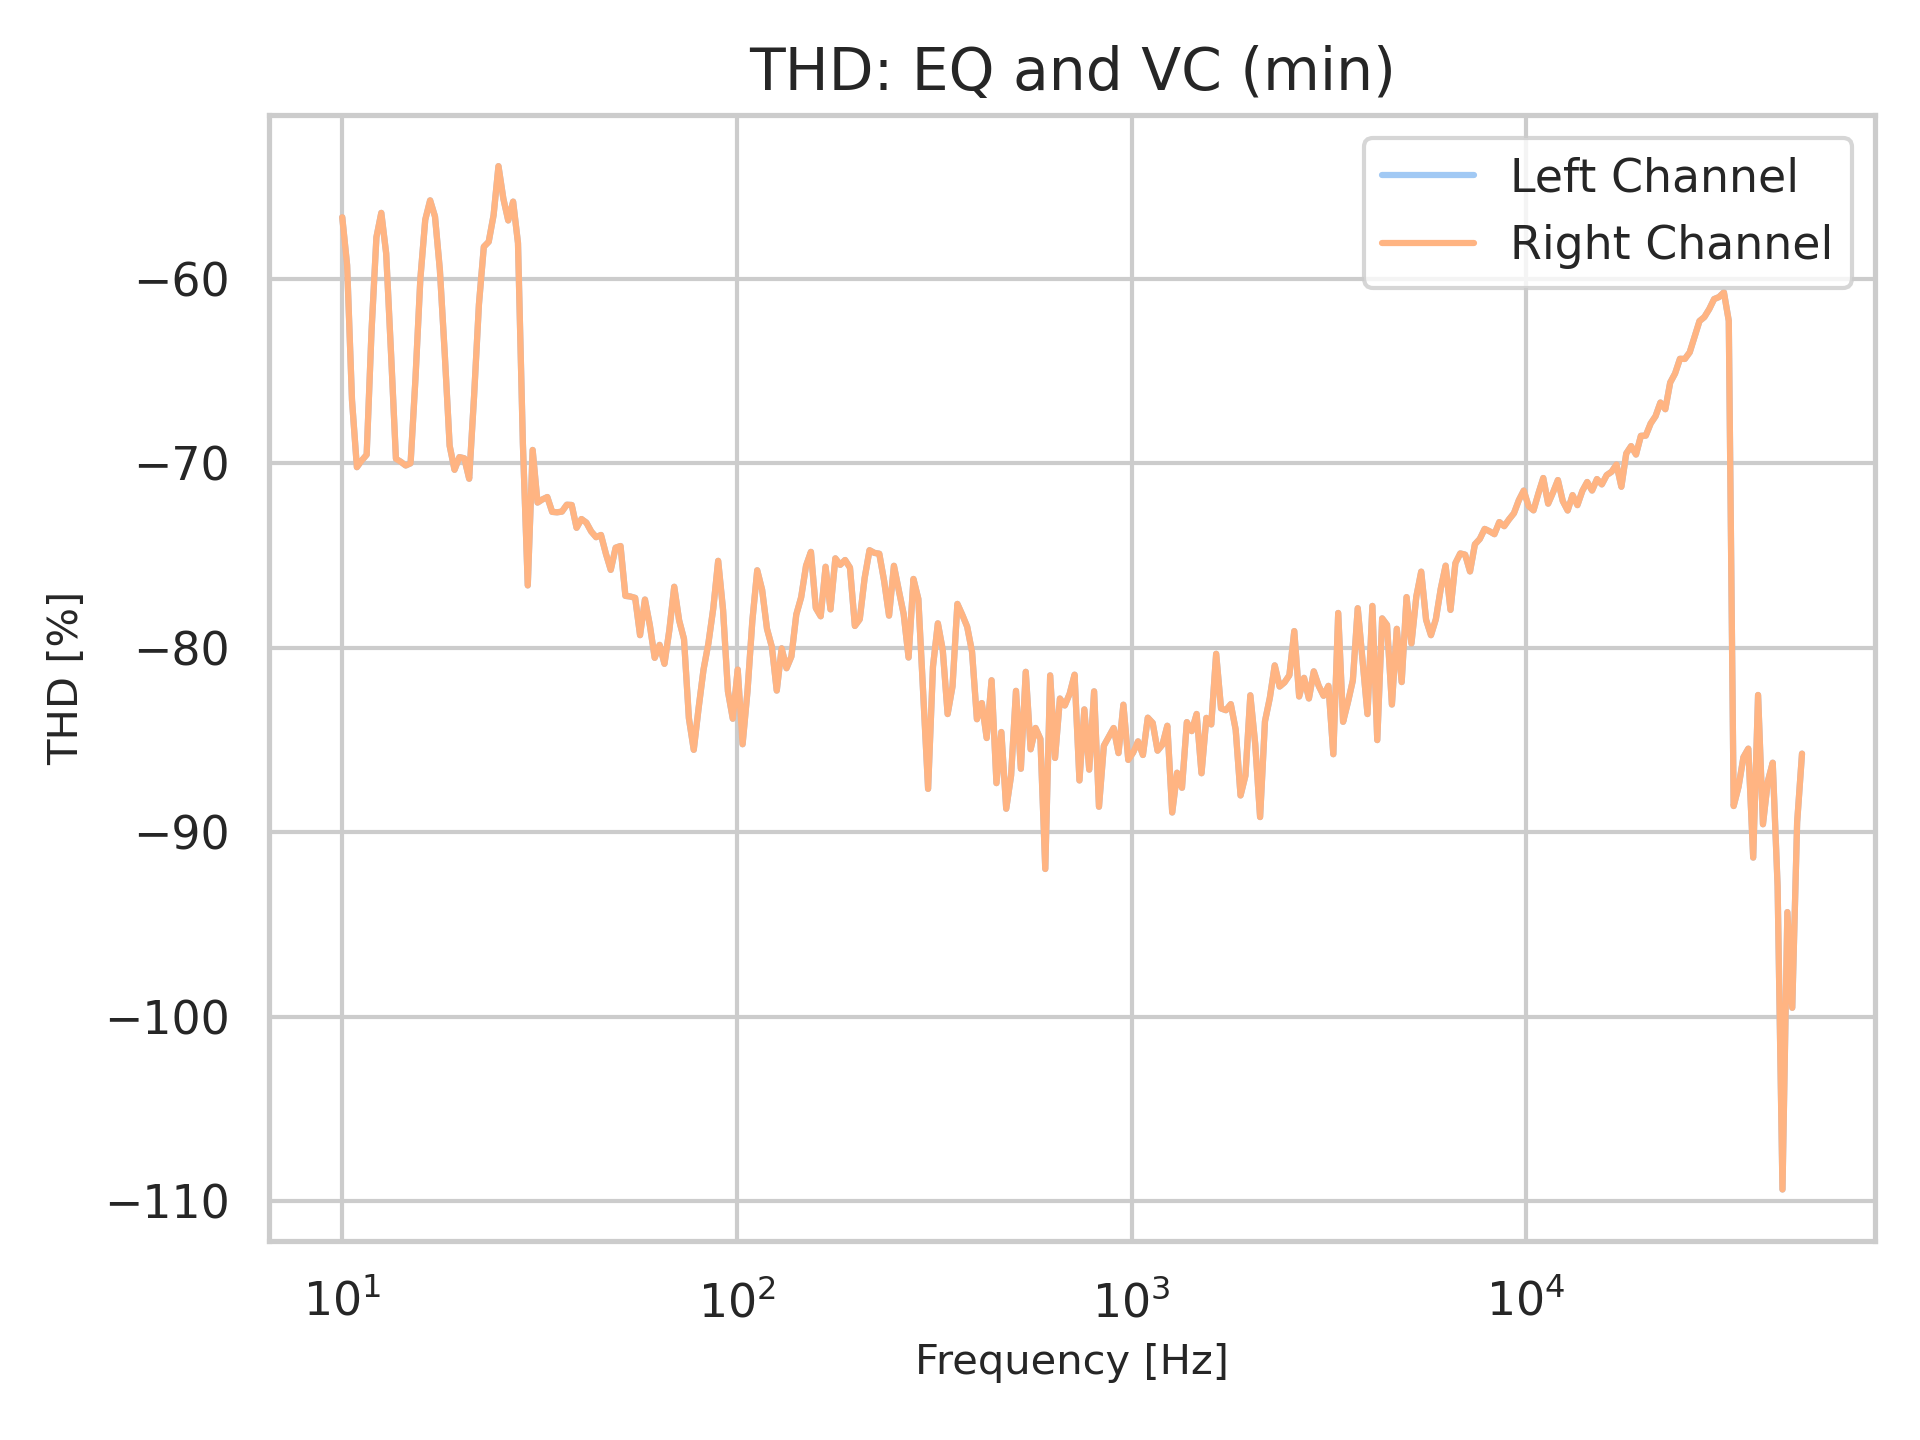 THD: EQ and VC (min)
Left Channel
Right Channel
THD [%]
−60
−70
−80
−90
−100
−110
10¹ 10² 10³ 10⁴
Frequency [Hz]